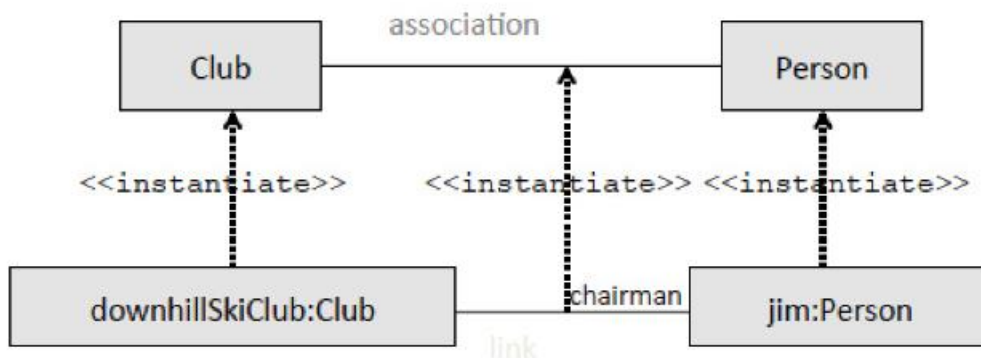 association
Club
Person
<<instantiate>>
<<instantiate>>
<<instantiate>>
downhillSkiClub:Club
chairman
jim:Person
link